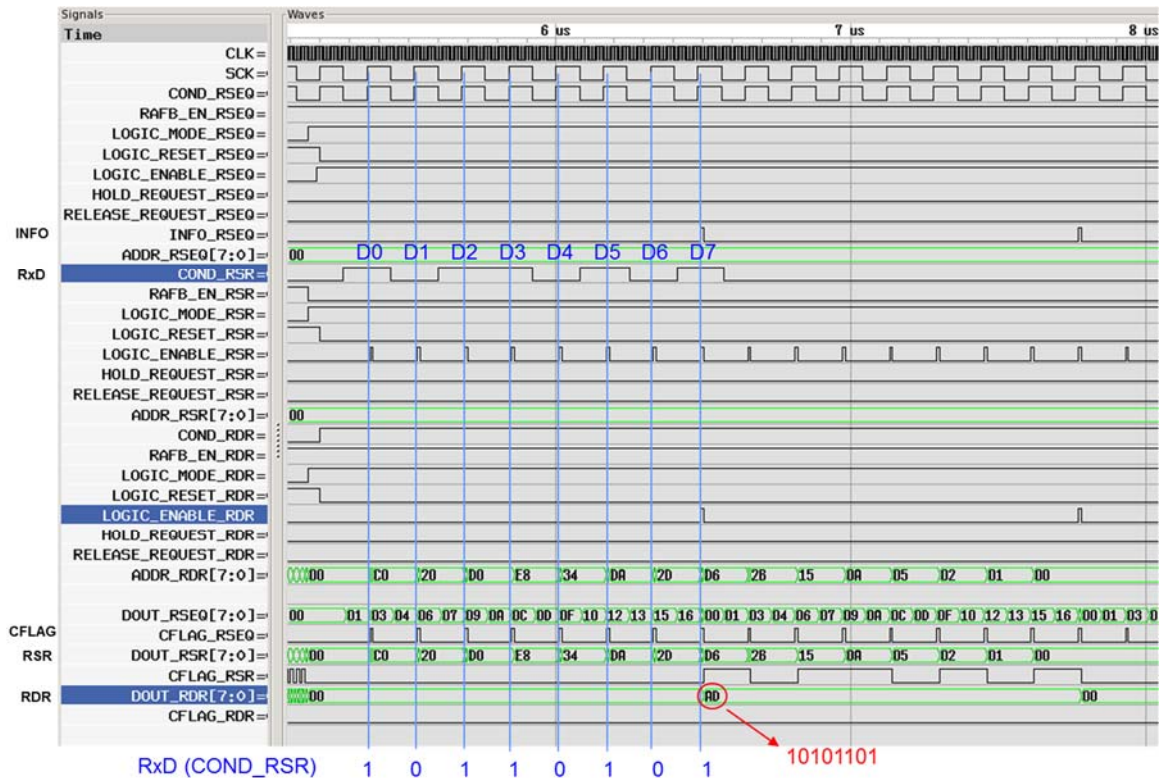 Signals
Waves
Time
6 us
7 us
8 us
CLK=
SCK=
COND_RSEQ=
RAFB_EN_RSEQ=
LOGIC_MODE_RSEQ=
LOGIC_RESET_RSEQ=
LOGIC_ENABLE_RSEQ=
HOLD_REQUEST_RSEQ=
RELEASE_REQUEST_RSEQ=
INFO INFO_RSEQ=
ADDR_RSEQ[7:0]= 00 D0 D1 D2 D3 D4 D5 D6 D7
RxD COND_RSR=
RAFB_EN_RSR=
LOGIC_MODE_RSR=
LOGIC_RESET_RSR=
LOGIC_ENABLE_RSR=
HOLD_REQUEST_RSR=
RELEASE_REQUEST_RSR=
ADDR_RSR[7:0]= 00
COND_RDR=
RAFB_EN_RDR=
LOGIC_MODE_RDR=
LOGIC_RESET_RDR=
LOGIC_ENABLE_RDR
HOLD_REQUEST_RDR=
RELEASE_REQUEST_RDR=
ADDR_RDR[7:0]= 00 C0 20 D0 E8 34 DA 2D D6 2B 15 0A 05 02 01 00
DOUT_RSEQ[7:0]= 00 01 03 04 06 07 09 0A 0C 0D 0F 10 12 13 15 16 00 01 03 04 06 07 09 0A 0C 0D 0F 10 12 13 15 16 00 01 03 0
CFLAG CFLAG_RSEQ=
RSR DOUT_RSR[7:0]= 00 C0 20 D0 E8 34 DA 2D D6 2B 15 0A 05 02 01 00
CFLAG_RSR=
RDR DOUT_RDR[7:0]= 00 AD 00
CFLAG_RDR=
10101101
RxD (COND_RSR) 1 0 1 1 0 1 0 1